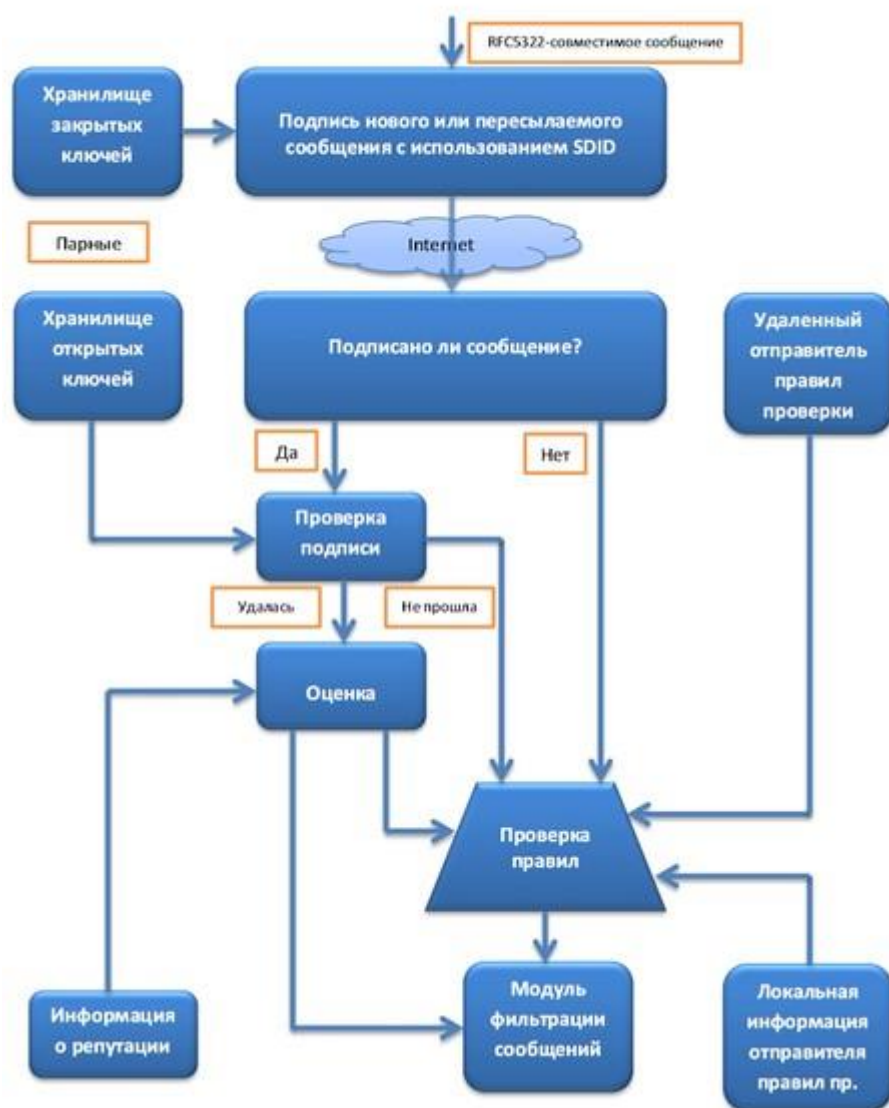 RFC5322-совместимое сообщение
Хранилище
закрытых
ключей
Подпись нового или пересылаемого
сообщения с использованием SDID
Парные
Internet
Хранилище
открытых
ключей
Подписано ли сообщение?
Удаленный
отправитель
правил
проверки
Да
Нет
Проверка
подписи
Удалась
Не прошла
Оценка
Проверка
правил
Информация
о репутации
Модуль
фильтрации
сообщений
Локальная
информация
отправителя
правил пр.